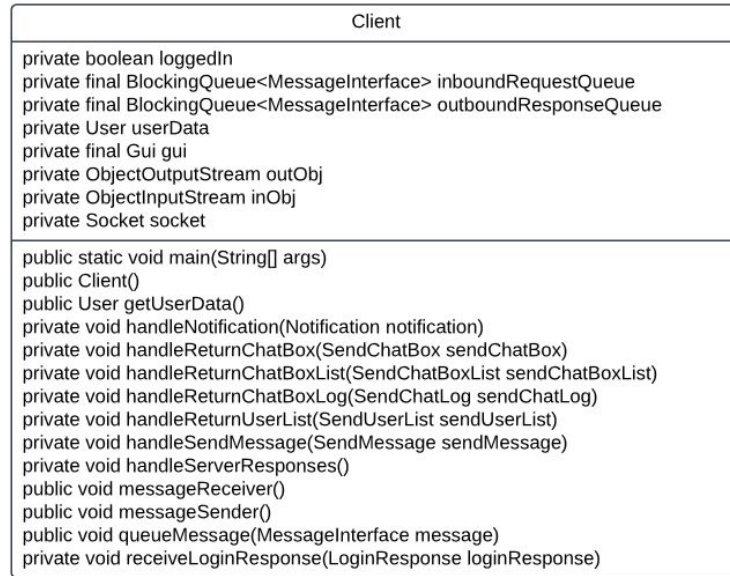 Client
private boolean loggedIn
private final BlockingQueue<MessageInterface> inboundRequestQueue
private final BlockingQueue<MessageInterface> outboundResponseQueue
private User userData
private final Gui gui
private ObjectOutputStream outObj
private ObjectInputStream inObj
private Socket socket
public static void main(String[] args)
public Client()
public User getUserData()
private void handleNotification(Notification notification)
private void handleReturnChatBox(SendChatBox sendChatBox)
private void handleReturnChatBoxList(SendChatBoxList sendChatBoxList)
private void handleReturnChatBoxLog(SendChatLog sendChatLog)
private void handleReturnUserList(SendUserList sendUserList)
private void handleSendMessage(SendMessage sendMessage)
private void handleServerResponses()
public void messageReceiver()
public void messageSender()
public void queueMessage(MessageInterface message)
private void receiveLoginResponse(LoginResponse loginResponse)